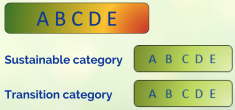 A B C D E
Sustainable category A B C D E
Transition category A B C D E